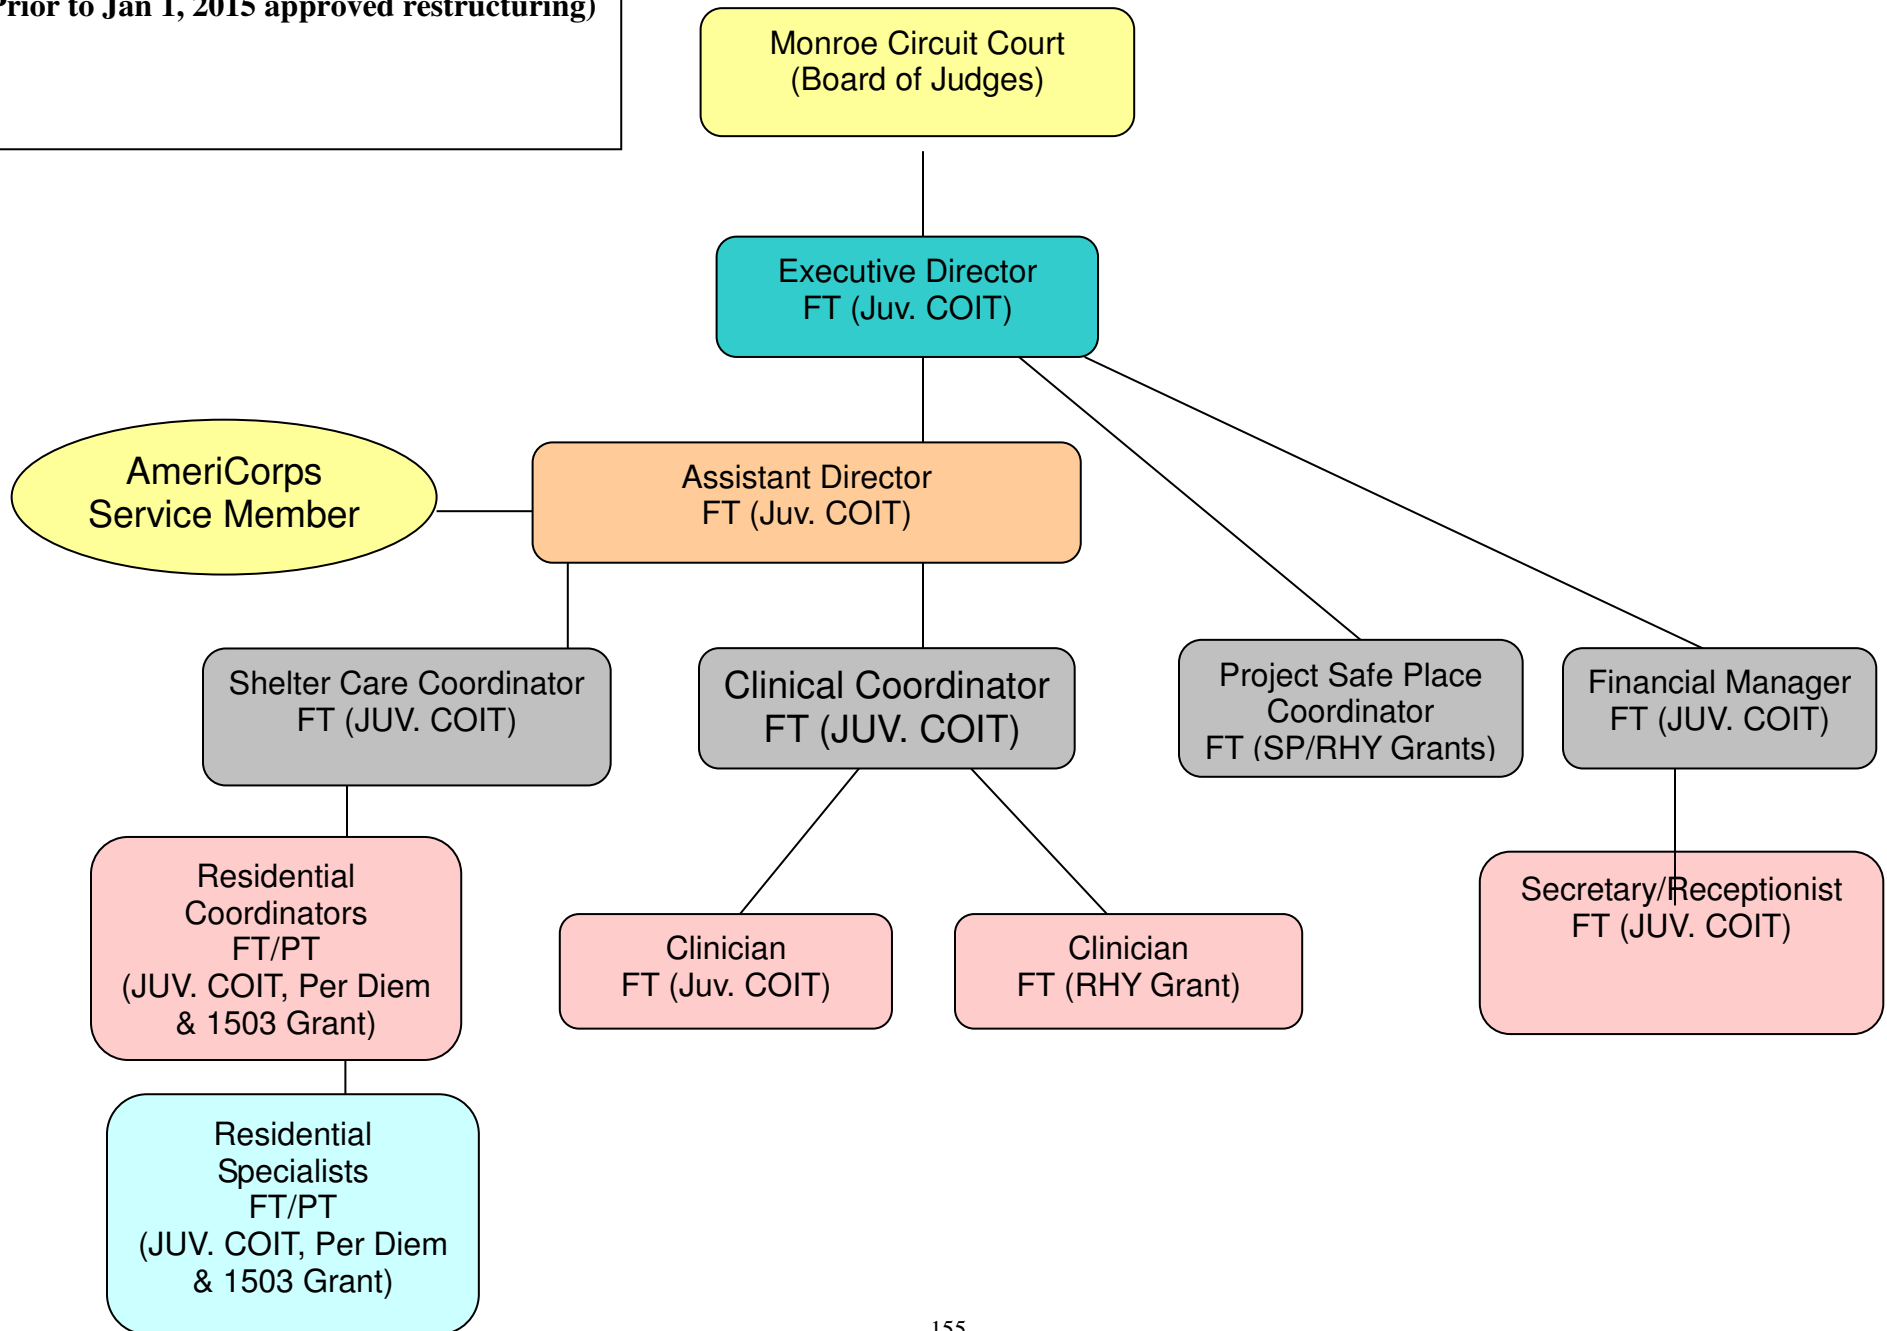 Prior to Jan 1, 2015 approved restructuring)
Monroe Circuit Court
(Board of Judges)
Executive Director
FT (Juv. COIT)
AmeriCorps
Service Member
Assistant Director
FT (Juv. COIT)
Shelter Care Coordinator
FT (JUV. COIT)
Clinical Coordinator
FT (JUV. COIT)
Project Safe Place
Coordinator
FT (SP/RHY Grants)
Financial Manager
FT (JUV. COIT)
Residential
Coordinators
FT/PT
(JUV. COIT, Per Diem
& 1503 Grant)
Clinician
FT (Juv. COIT)
Clinician
FT (RHY Grant)
Secretary/Receptionist
FT (JUV. COIT)
Residential
Specialists
FT/PT
(JUV. COIT, Per Diem
& 1503 Grant)
155